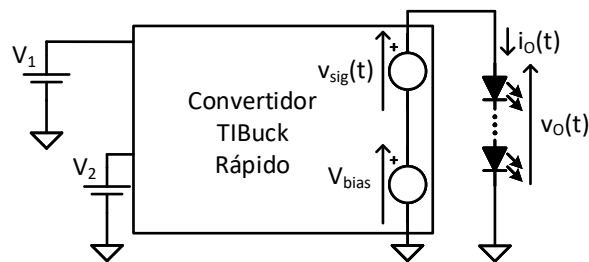 V1
V2
Convertidor
TIBuck
Rápido
+
vsig(t)
+
Vbias
iO(t)
vO(t)